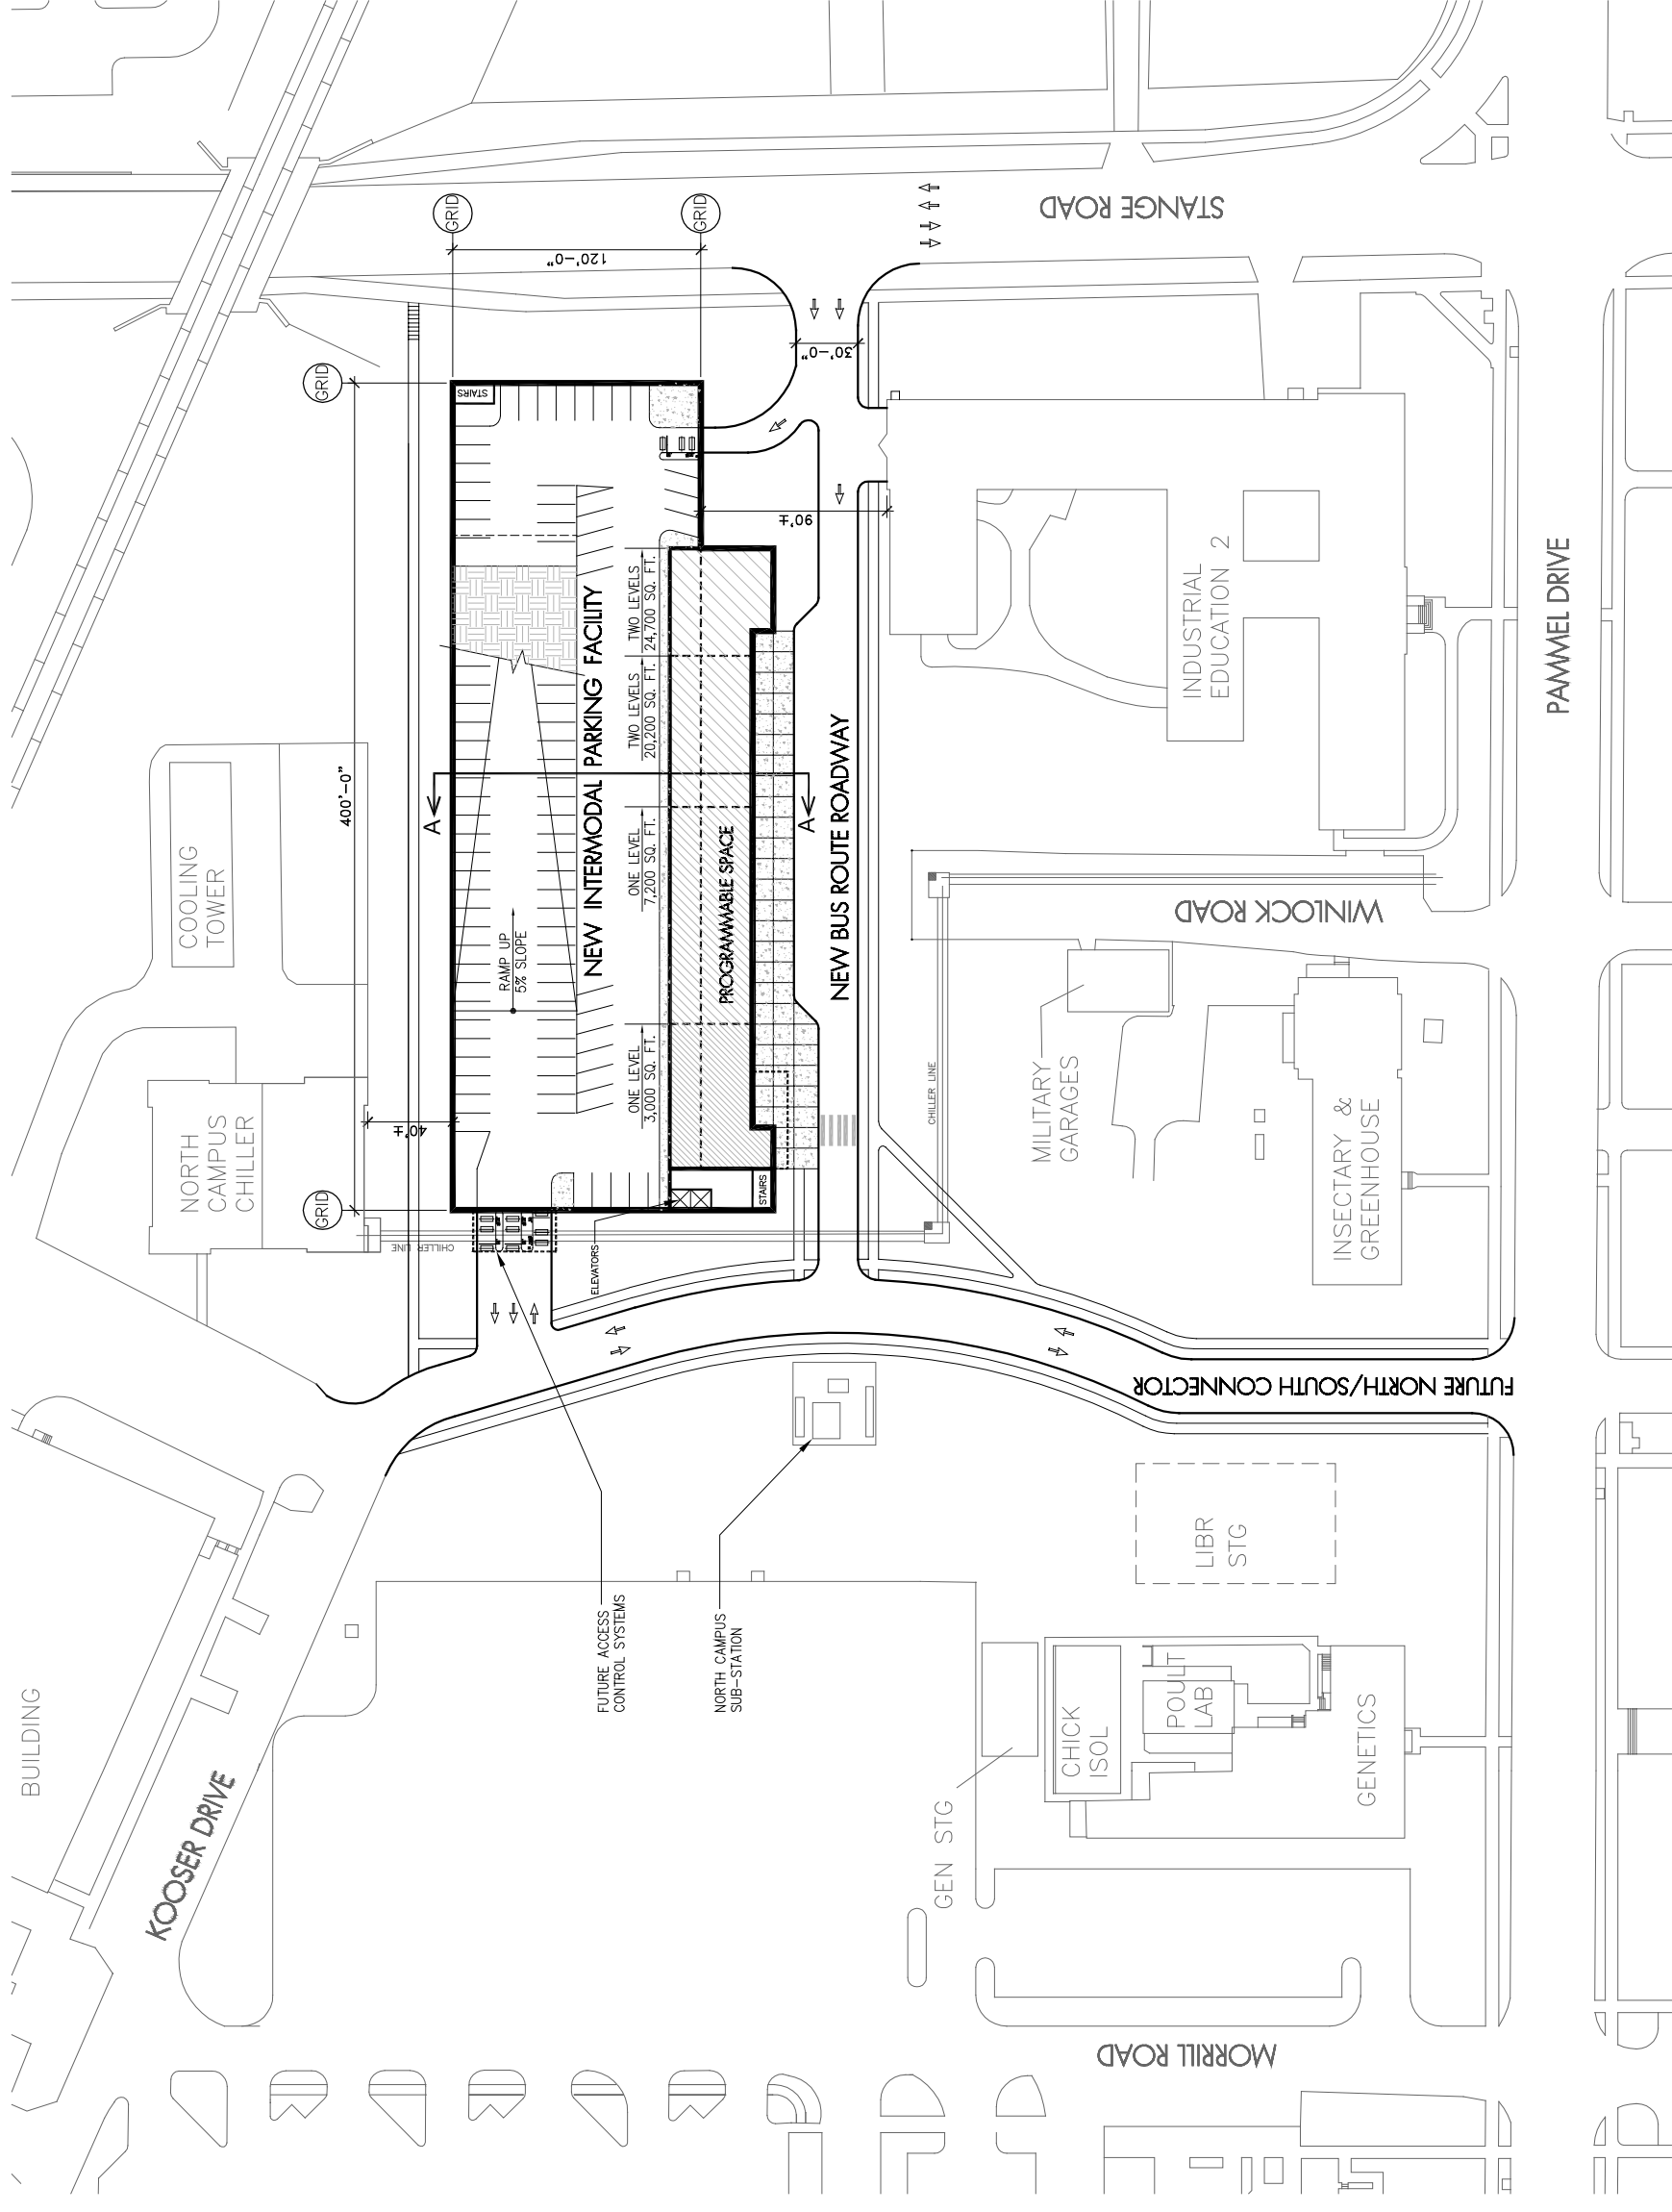 BUILDING
KOOSER DRIVE
NORTH
CAMPUS
CHILLER
COOLING
TOWER
400'-0"
GRID
GRID
GRID
GRID
120'-0"
40'±
CHILLER LINE
STAIRS
A
A
RAMP UP
5% SLOPE
NEW INTERMODAL PARKING FACILITY
ELEVATORS
ONE LEVEL
3,000 SQ. FT.
ONE LEVEL
7,200 SQ. FT.
TWO LEVELS
20,200 SQ. FT.
TWO LEVELS
24,700 SQ. FT.
PROGRAMMABLE SPACE
STAIRS
90'±
30'-0"
NEW BUS ROUTE ROADWAY
STANGE ROAD
FUTURE ACCESS
CONTROL SYSTEMS
NORTH CAMPUS
SUB-STATION
CHILLER LINE
GEN STG
MILITARY
GARAGES
WINLOCK ROAD
INDUSTRIAL
EDUCATION 2
CHICK
ISOL
POULT
LAB
LIBR
STG
FUTURE NORTH/SOUTH CONNECTOR
MORRILL ROAD
GENETICS
INSECTARY &
GREENHOUSE
PAMMEL DRIVE